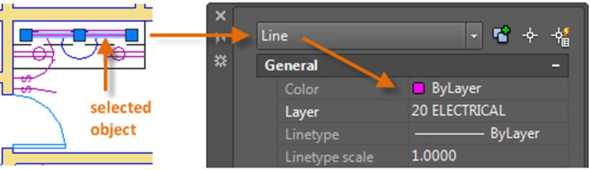 selected
object
Line
General
Color ByLayer
Layer 20 ELECTRICAL
Linetype ByLayer
Linetype scale 1.0000